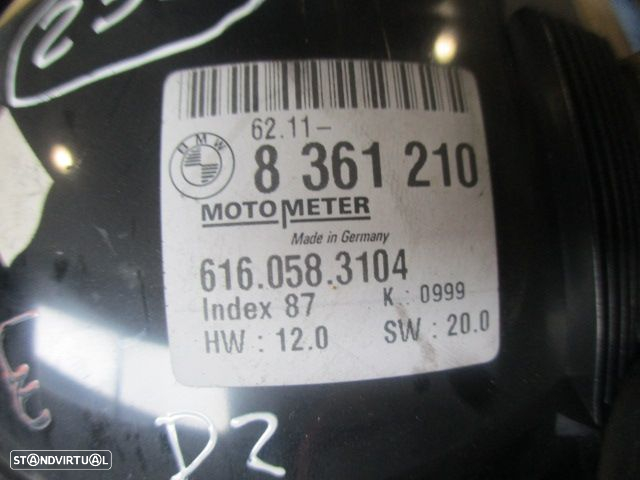 62.11-
BMW
8 361 210
MOTOMETER
Made in Germany
616.058.3104
Index 87 K : 0999
HW : 12.0 SW : 20.0
D2
STANDVIRTUAL